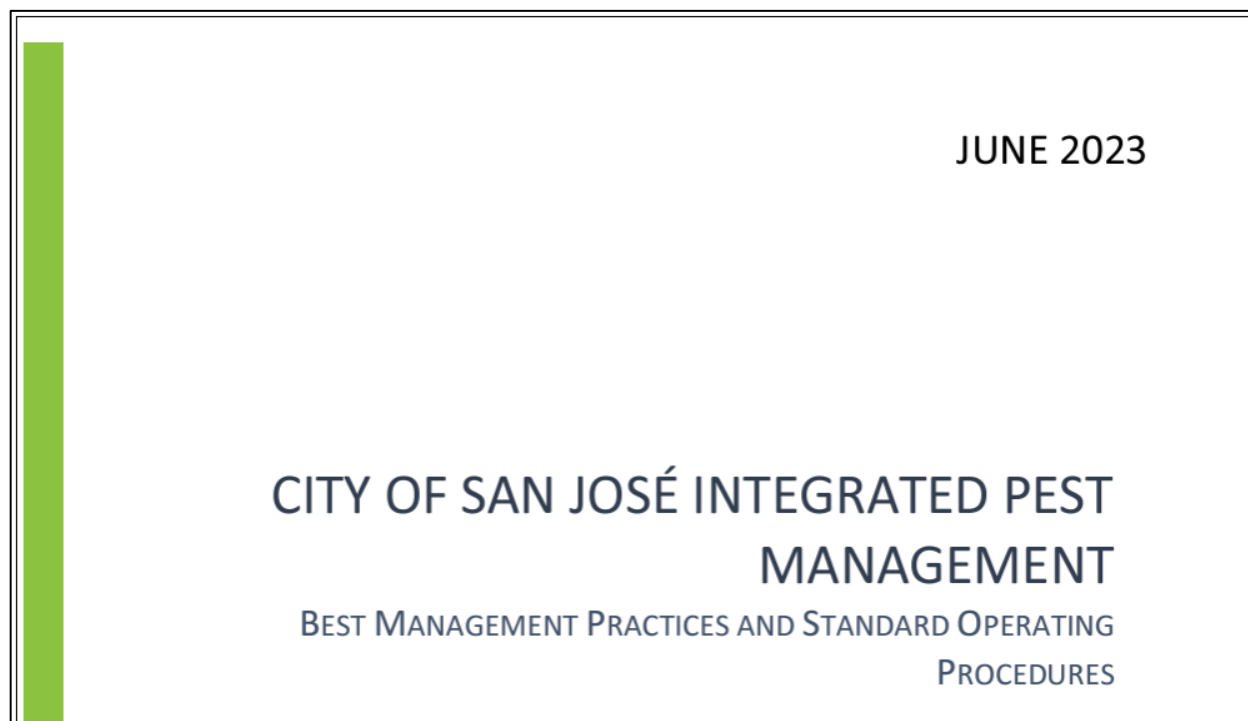 JUNE 2023
CITY OF SAN JOSÉ INTEGRATED PEST
MANAGEMENT
BEST MANAGEMENT PRACTICES AND STANDARD OPERATING
PROCEDURES